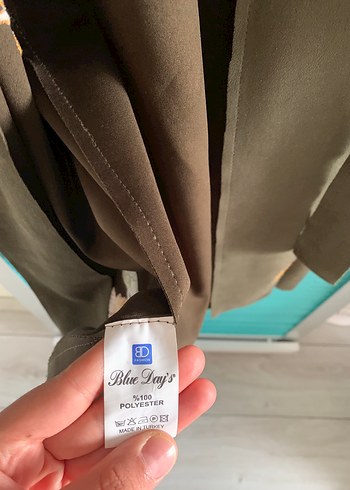 BD
Blue Day's®
%100
POLYESTER
MADE IN TURKEY